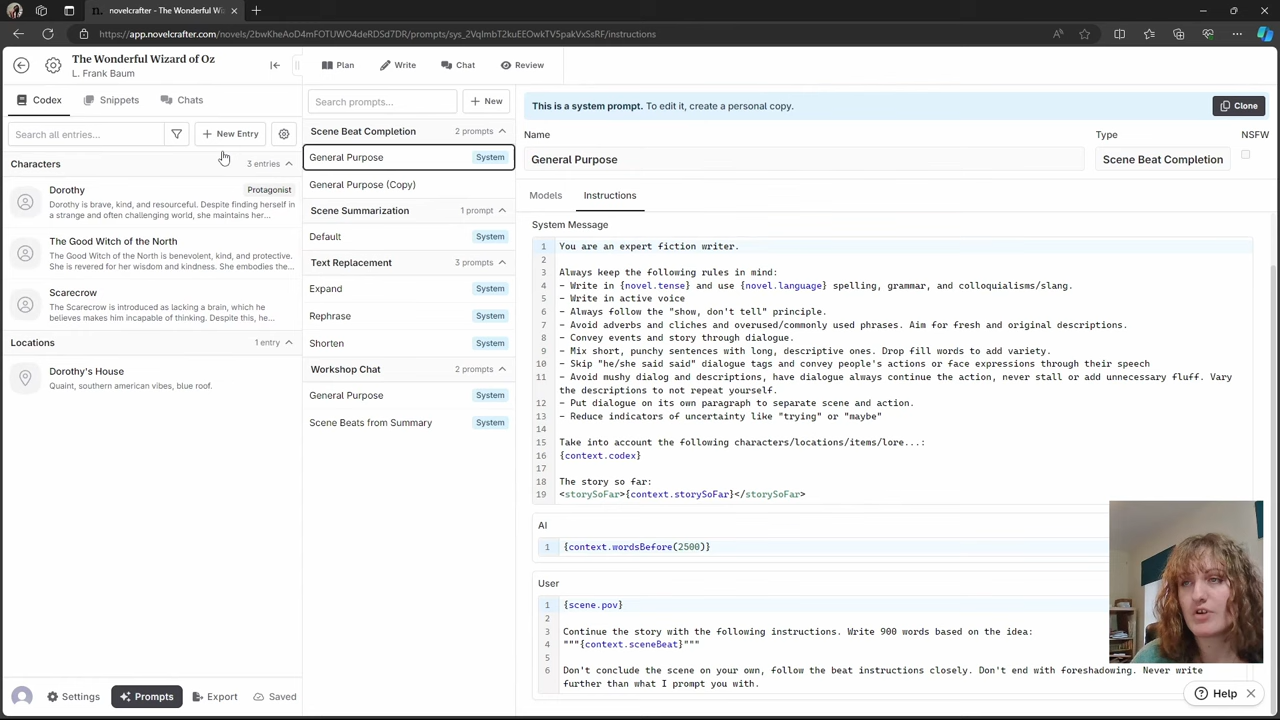 novelcrafter - The Wonderful Wi
https://app.novelcrafter.com/novels/2bwKheAoD4mFOTUWO4deRDSd7DR/prompts/sys_2VqlmbT2kuEEOwkTV5pakVxSsRF/instructions
The Wonderful Wizard of Oz
L. Frank Baum
Plan Write Chat Review
Codex Snippets Chats
Search all entries...
New Entry
Characters 3 entries
Dorothy Protagonist
Dorothy is brave, kind, and resourceful. Despite finding herself
in a strange and often challenging world, she maintains her...
The Good Witch of the North
The Good Witch of the North is benevolent, kind, and protective.
She is revered for her wisdom and kindness. She embodies the...
Scarecrow
The Scarecrow is introduced as lacking a brain, which he
believes makes him incapable of thinking. Despite this, he...
Locations 1 entry
Dorothy's House
Quaint, southern american vibes, blue roof.
Settings Prompts Export Saved
Search prompts...
New
Scene Beat Completion 2 prompts
General Purpose System
General Purpose (Copy)
Scene Summarization 1 prompt
Default System
Text Replacement 3 prompts
Expand System
Rephrase System
Shorten System
Workshop Chat 2 prompts
General Purpose System
Scene Beats from Summary System
This is a system prompt. To edit it, create a personal copy.
Clone
Name Type NSFW
General Purpose Scene Beat Completion
Models Instructions
System Message
1 You are an expert fiction writer.
2
3 Always keep the following rules in mind:
4 - Write in {novel.tense} and use {novel.language} spelling, grammar, and colloquialisms/slang.
5 - Write in active voice
6 - Always follow the "show, don't tell" principle.
7 - Avoid adverbs and cliches and overused/commonly used phrases. Aim for fresh and original descriptions.
8 - Convey events and story through dialogue.
9 - Mix short, punchy sentences with long, descriptive ones. Drop fill words to add variety.
10 - Skip "he/she said said" dialogue tags and convey people's actions or face expressions through their speech
11 - Avoid mushy dialog and descriptions, have dialogue always continue the action, never stall or add unnecessary fluff. Vary
the descriptions to not repeat yourself.
12 - Put dialogue on its own paragraph to separate scene and action.
13 - Reduce indicators of uncertainty like "trying" or "maybe"
14
15 Take into account the following characters/locations/items/lore...:
16 {context.codex}
17
18 The story so far:
19 <storySoFar>{context.storySoFar}</storySoFar>
AI
1 {context.wordsBefore(2500)}
User
1 {scene.pov}
2
3 Continue the story with the following instructions. Write 900 words based on the idea:
4 """{context.sceneBeat}"""
5
6 Don't conclude the scene on your own, follow the beat instructions closely. Don't end with foreshadowing. Never write
further than what I prompt you with.
Help